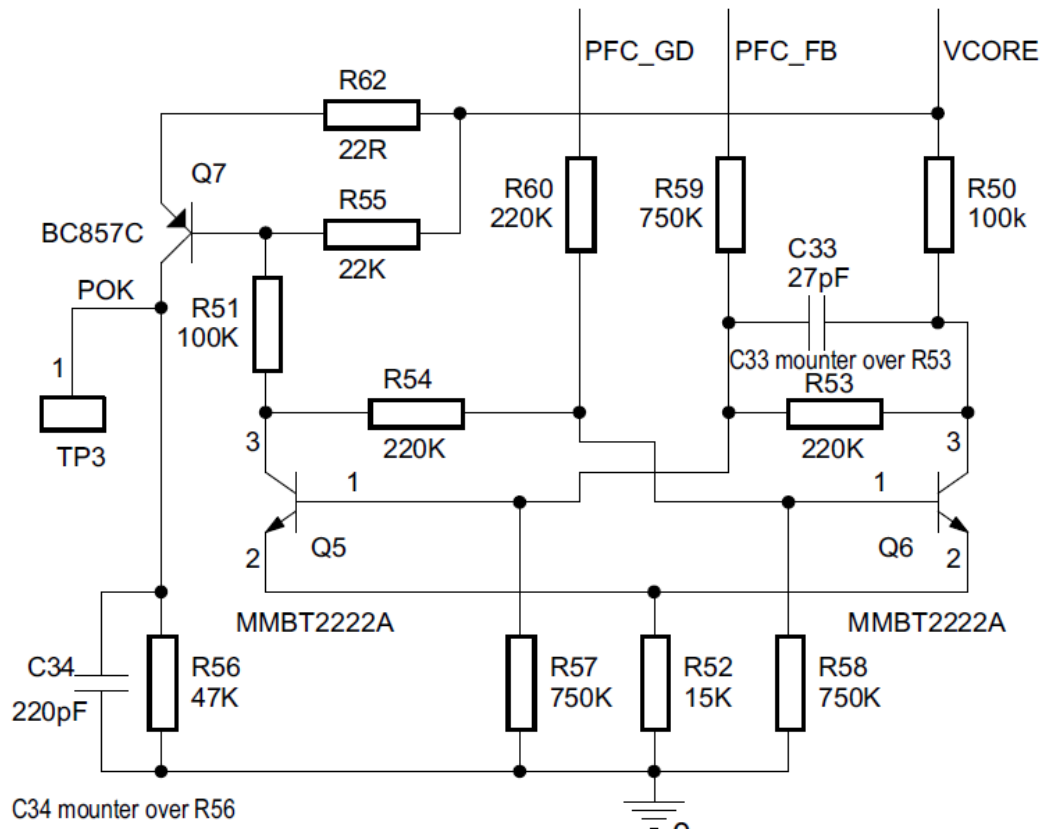 PFC_GD
PFC_FB
VCORE
R62
22R
Q7
R55
22K
BC857C
R60
220K
R59
750K
R50
100k
C33
27pF
POK
R51
100K
C33 mounter over R53
1
TP3
R54
220K
R53
220K
3
1
2
Q5
3
1
2
Q6
MMBT2222A
MMBT2222A
C34
220pF
R56
47K
R57
750K
R52
15K
R58
750K
C34 mounter over R56